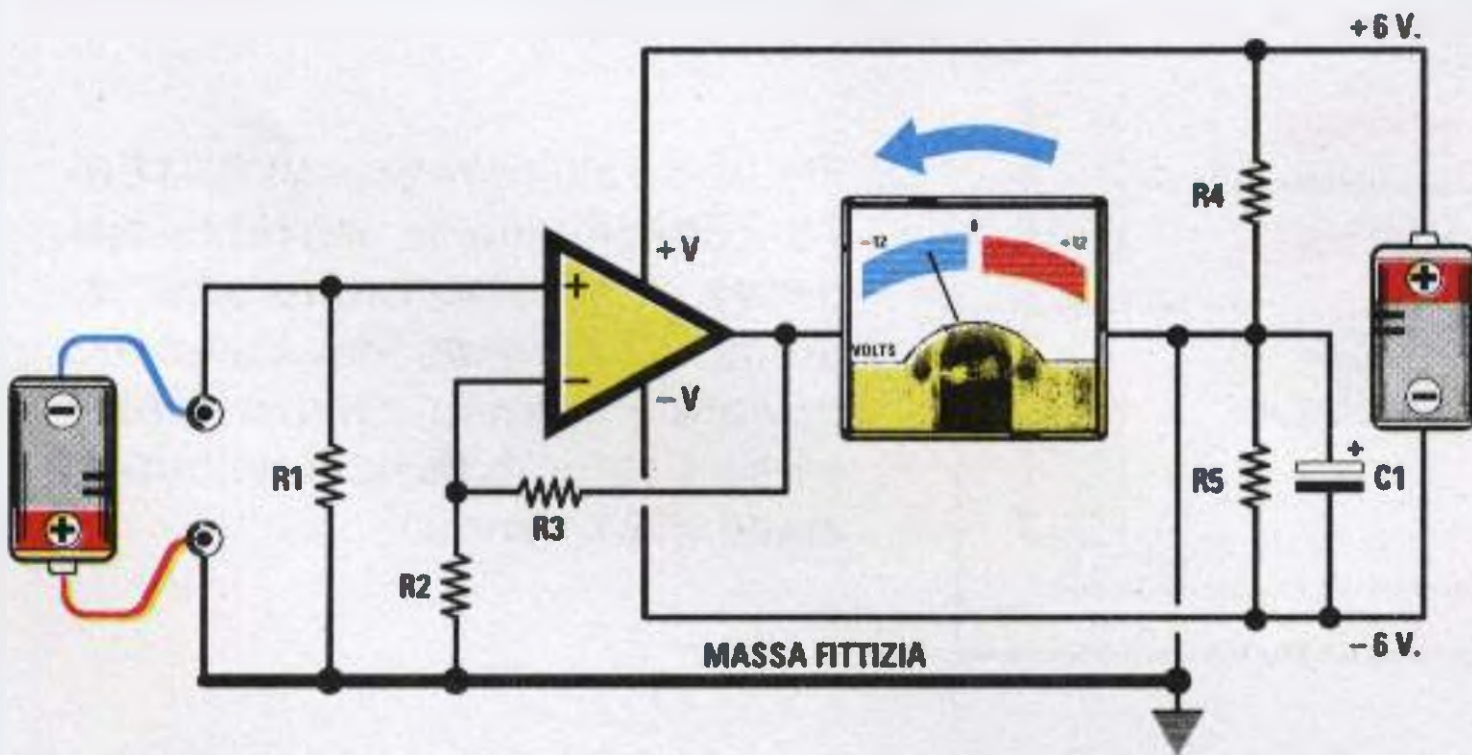 + 6 V.
R4
-12
0
+12
+ V
+
VOLTS
−
− V
+
−
−
+
R1
R3
R2
R5
+
C1
MASSA FITTIZIA
− 6 V.